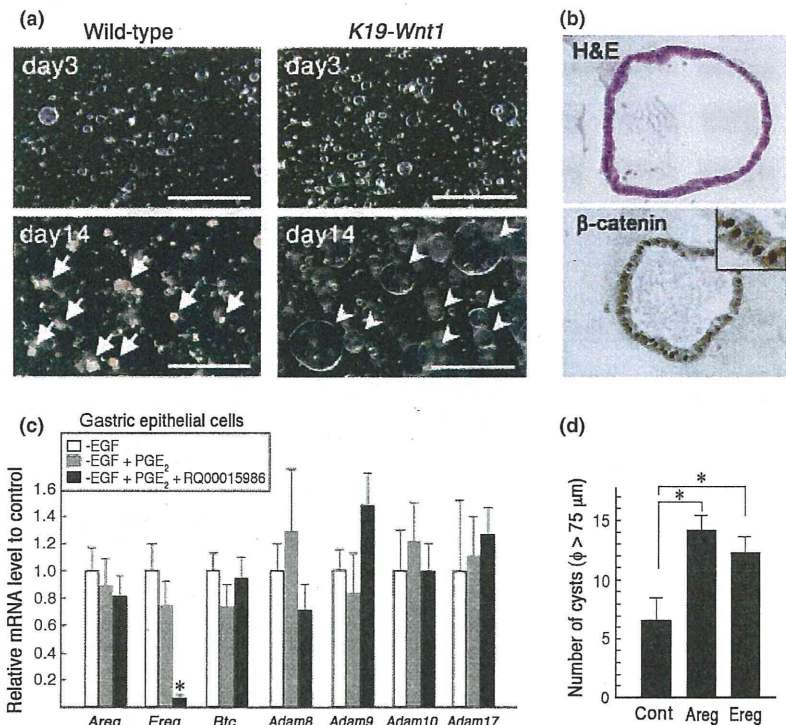 (a)
Wild-type
K19-Wnt1
day3
day3
day14
day14
(b)
H&E
β-catenin
(c)
Gastric epithelial cells
-EGF
-EGF + PGE₂
-EGF + PGE₂ + RQ00015986
Relative mRNA level to control
1.6
1.4
1.2
1.0
0.8
0.6
0.4
0.2
*
Areg Ereg Btc Adam8 Adam9 Adam10 Adam17
(d)
Number of cysts (ϕ > 75 μm)
15
10
5
0
*
*
Cont Areg Ereg